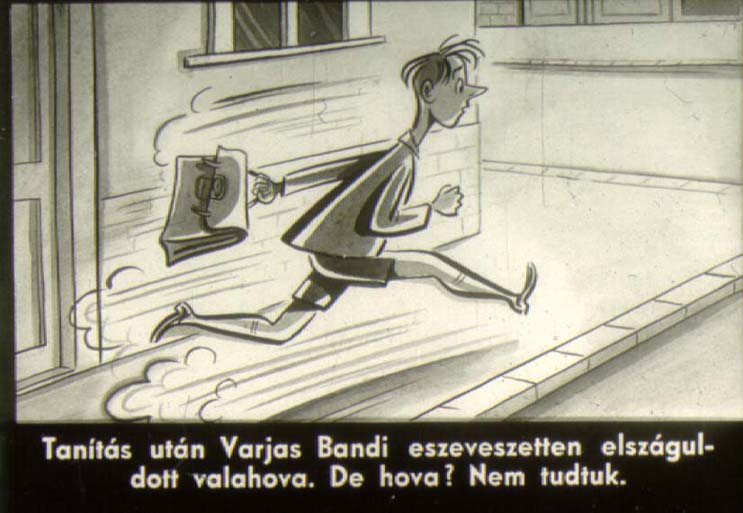 Tanítás után Varjas Bandi eszeveszetten elszágul-
dott valahova. De hova? Nem tudtuk.